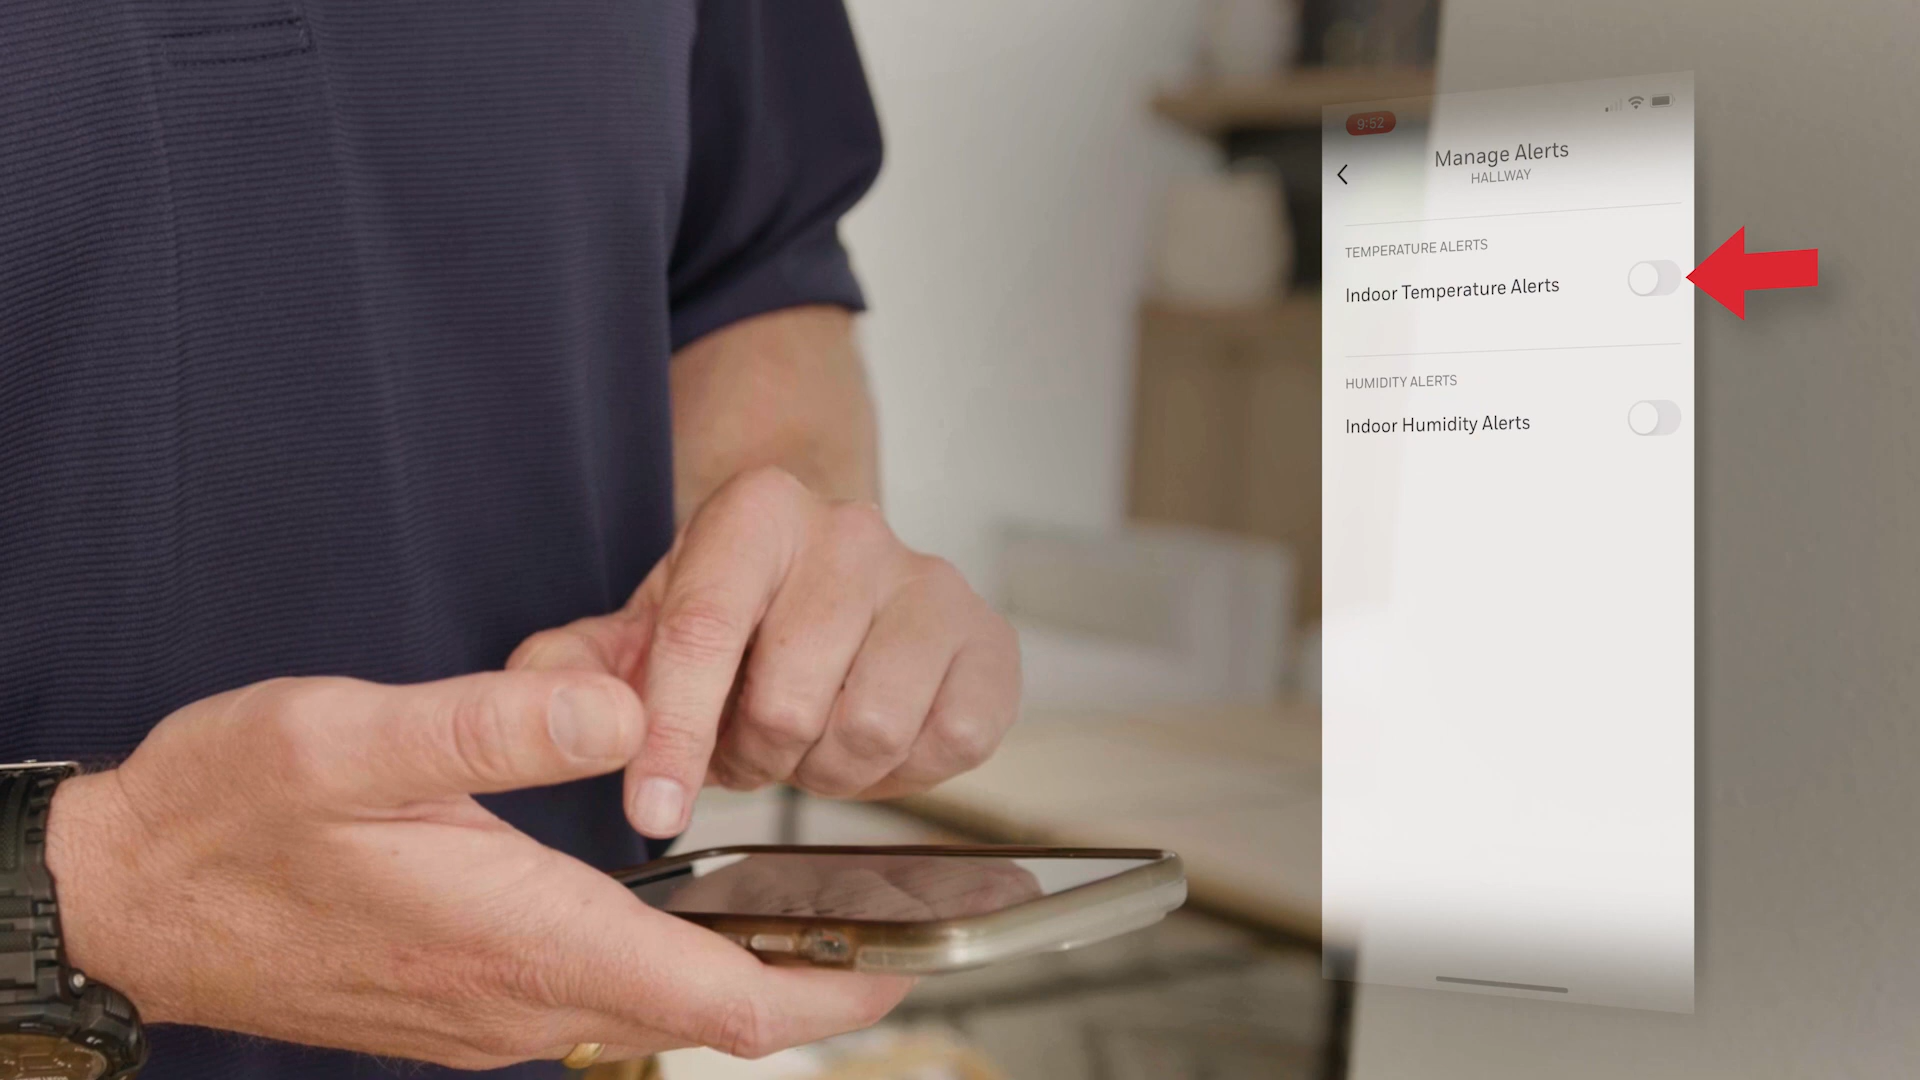 9:52
Manage Alerts
HALLWAY
TEMPERATURE ALERTS
Indoor Temperature Alerts
HUMIDITY ALERTS
Indoor Humidity Alerts